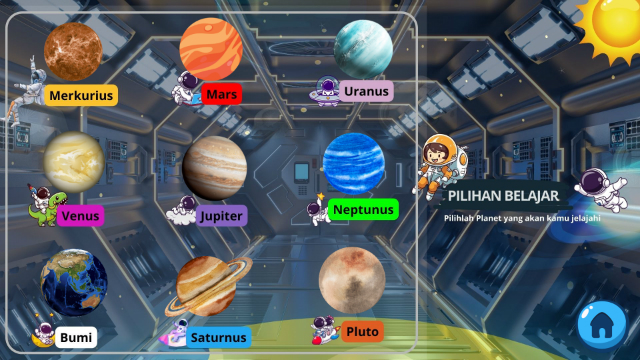 Merkurius
Mars
Uranus
Venus
Jupiter
Neptunus
Bumi
Saturnus
Pluto
PILIHAN BELAJAR
Pilihlah Planet yang akan kamu jelajahi